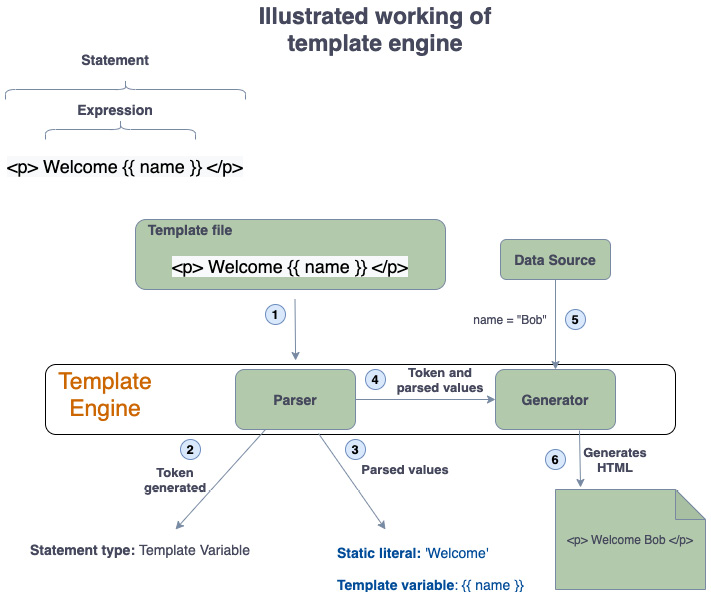 Illustrated working of
template engine
Statement
Expression
<p> Welcome {{ name }} </p>
Template file
<p> Welcome {{ name }} </p>
Data Source
1
name = "Bob"
5
Template
Engine
Parser
4
Token and
parsed values
Generator
2
Token
generated
3
Parsed values
6
Generates
HTML
Statement type: Template Variable
Static literal: 'Welcome'
Template variable: {{ name }}
<p> Welcome Bob </p>